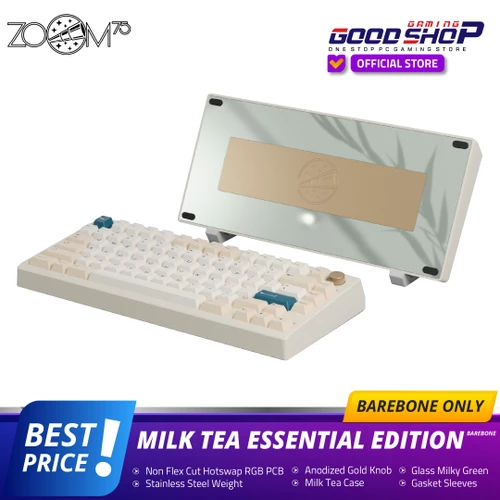 ZOOM75
GAMING
GOODSHOP
ONE STOP PC GAMING STORE
OFFICIAL STORE
BAREBONE ONLY
BEST
PRICE!
MILK TEA ESSENTIAL EDITION BAREBONE
Non Flex Cut Hotswap RGB PCB
Stainless Steel Weight
Anodized Gold Knob
Milk Tea Case
Glass Milky Green
Gasket Sleeves